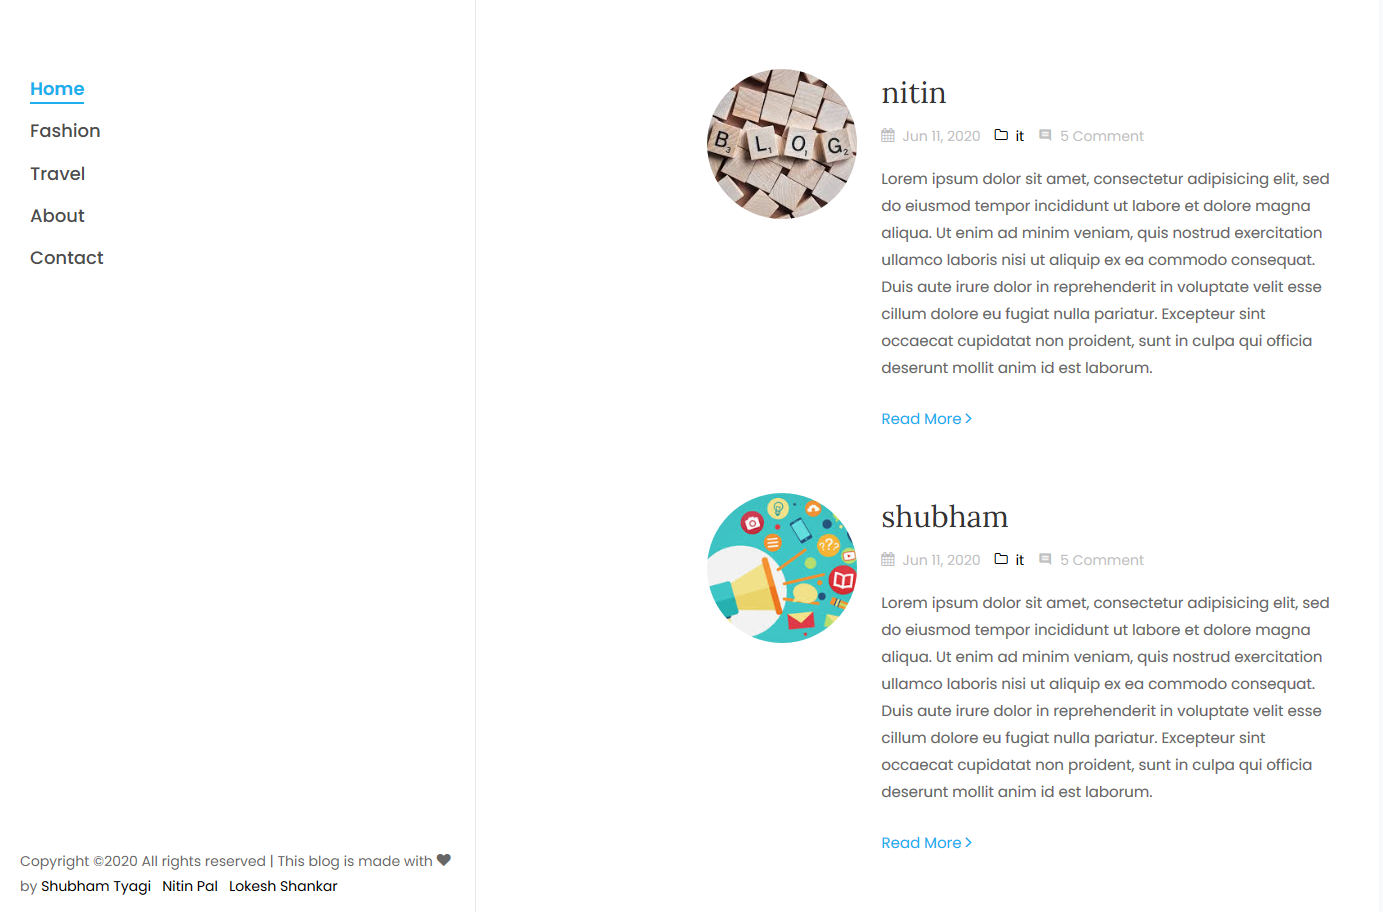 Home
Fashion
Travel
About
Contact
Copyright ©2020 All rights reserved | This blog is made with
by Shubham Tyagi Nitin Pal Lokesh Shankar
B3 L1 O1 G2
nitin
Jun 11, 2020 it 5 Comment
Lorem ipsum dolor sit amet, consectetur adipisicing elit, sed
do eiusmod tempor incididunt ut labore et dolore magna
aliqua. Ut enim ad minim veniam, quis nostrud exercitation
ullamco laboris nisi ut aliquip ex ea commodo consequat.
Duis aute irure dolor in reprehenderit in voluptate velit esse
cillum dolore eu fugiat nulla pariatur. Excepteur sint
occaecat cupidatat non proident, sunt in culpa qui officia
deserunt mollit anim id est laborum.
Read More
???
shubham
Jun 11, 2020 it 5 Comment
Lorem ipsum dolor sit amet, consectetur adipisicing elit, sed
do eiusmod tempor incididunt ut labore et dolore magna
aliqua. Ut enim ad minim veniam, quis nostrud exercitation
ullamco laboris nisi ut aliquip ex ea commodo consequat.
Duis aute irure dolor in reprehenderit in voluptate velit esse
cillum dolore eu fugiat nulla pariatur. Excepteur sint
occaecat cupidatat non proident, sunt in culpa qui officia
deserunt mollit anim id est laborum.
Read More